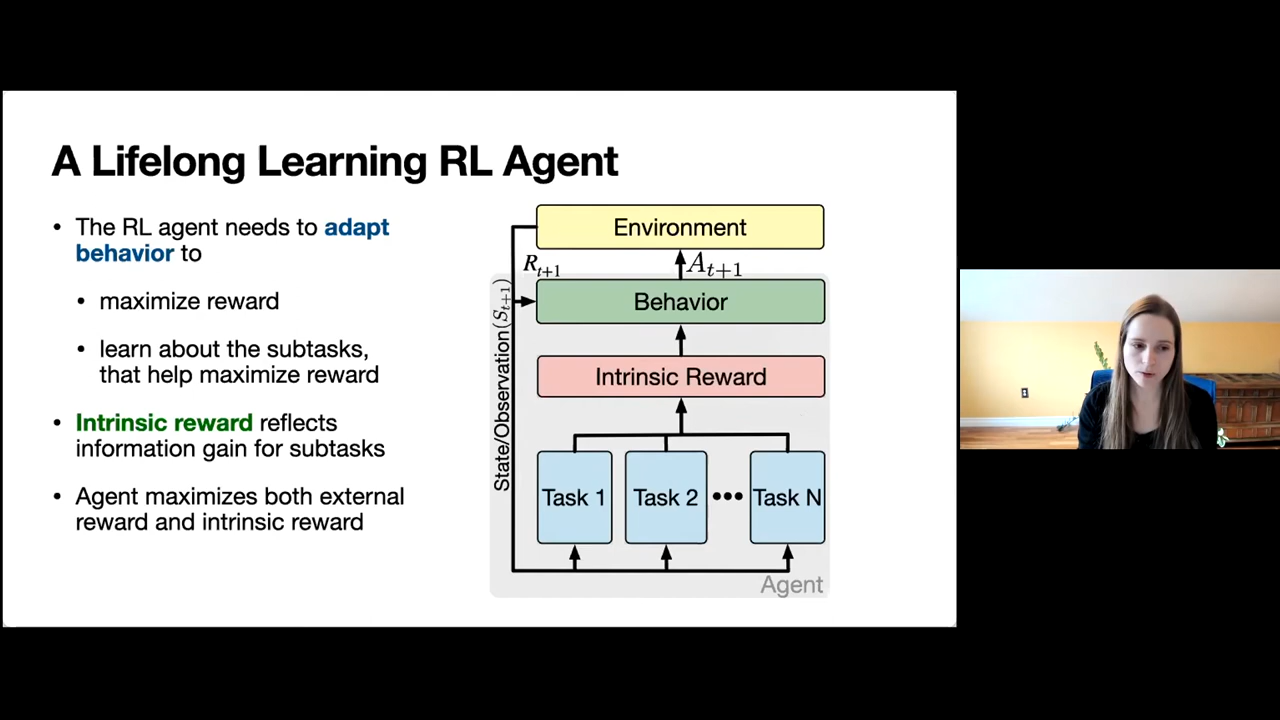 A Lifelong Learning RL Agent
• The RL agent needs to adapt
behavior to
• maximize reward
• learn about the subtasks,
that help maximize reward
• Intrinsic reward reflects
information gain for subtasks
• Agent maximizes both external
reward and intrinsic reward
Environment
R_{t+1}
A_{t+1}
State/Observation(S_{t+1})
Behavior
Intrinsic Reward
Task 1 Task 2 ••• Task N
Agent